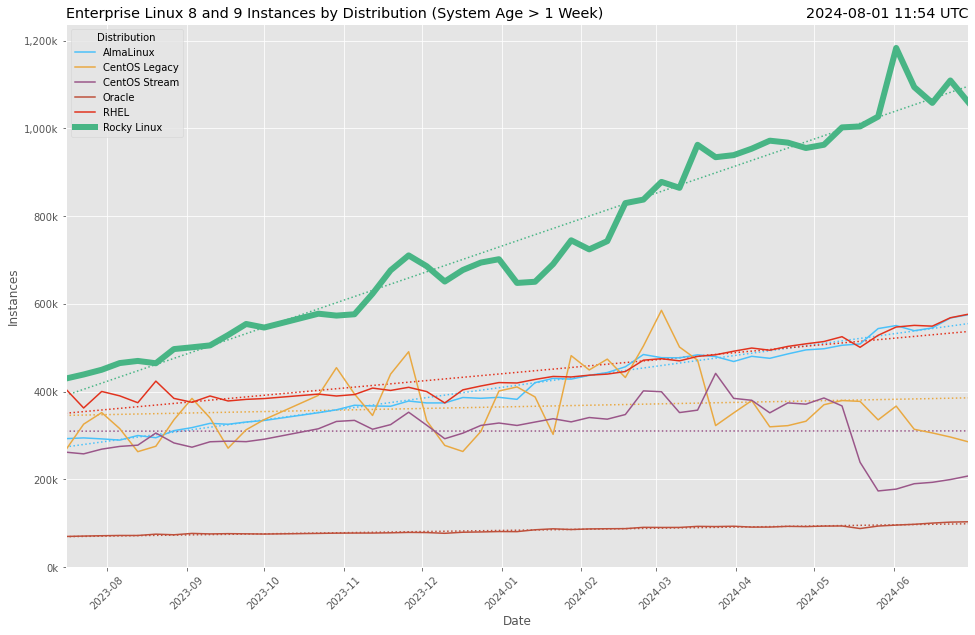 Enterprise Linux 8 and 9 Instances by Distribution (System Age > 1 Week)
2024-08-01 11:54 UTC
Distribution
AlmaLinux
CentOS Legacy
CentOS Stream
Oracle
RHEL
Rocky Linux
1,200k
1,000k
800k
600k
400k
200k
0k
Instances
2023-08
2023-09
2023-10
2023-11
2023-12
2024-01
2024-02
2024-03
2024-04
2024-05
2024-06
Date